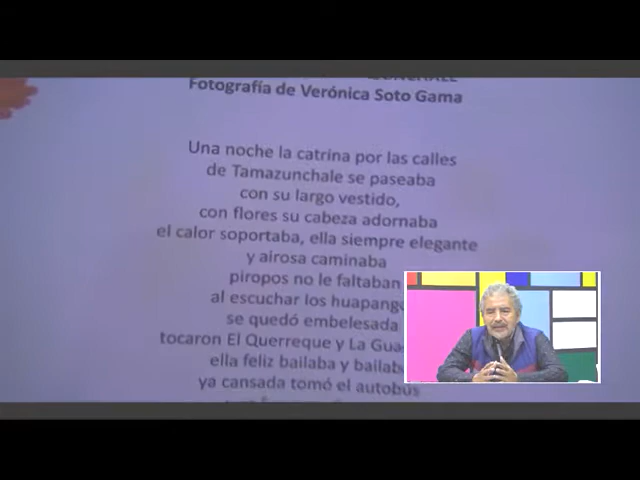 Fotografía de Verónica Soto Gama
Una noche la catrina por las calles
de Tamazunchale se paseaba
con su largo vestido,
con flores su cabeza adornaba
el calor soportaba, ella siempre elegante
y airosa caminaba
piropos no le faltaban
al escuchar los
se quedó embelesada
tocaron El Querreque y La
ella feliz bailaba y
ya cansada tomó el autobús